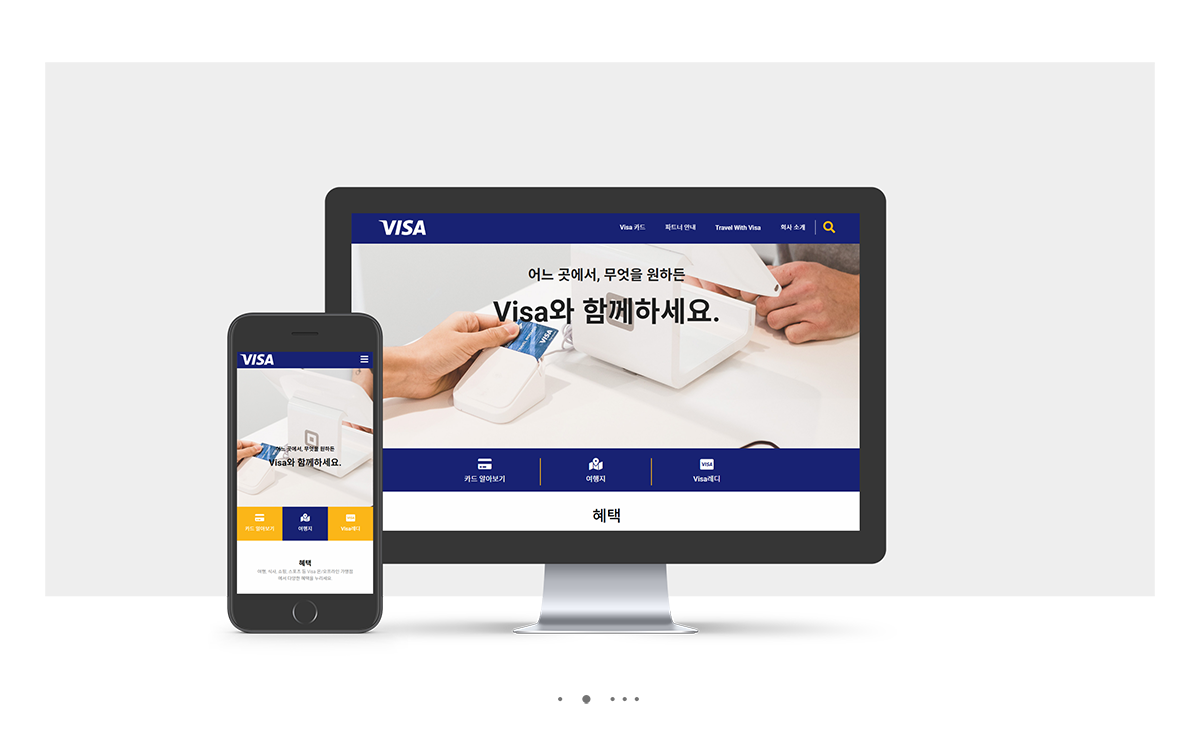 VISA
Visa 카드 파트너 안내 Travel With Visa 회사 소개
어느 곳에서, 무엇을 원하든
Visa와 함께하세요.
VISA
카드 알아보기 여행지 VISA Visa레디
혜택
VISA
어느 곳에서, 무엇을 원하든
Visa와 함께하세요.
카드 알아보기 여행지 Visa레디
혜택
여행, 식사, 쇼핑, 스포츠 등 Visa 온/오프라인 가맹점
에서 다양한 혜택을 누리세요